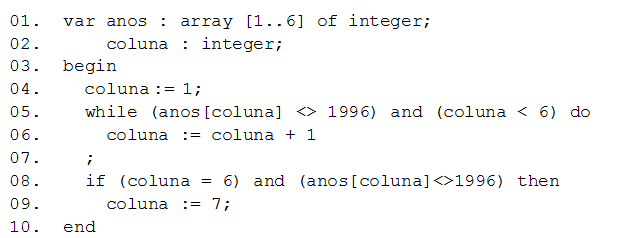 01. var anos : array [1..6] of integer;
02. coluna : integer;
03. begin
04. coluna := 1;
05. while (anos[coluna] <> 1996) and (coluna < 6) do
06. coluna := coluna + 1
07. ;
08. if (coluna = 6) and (anos[coluna]<>1996) then
09. coluna := 7;
10. end